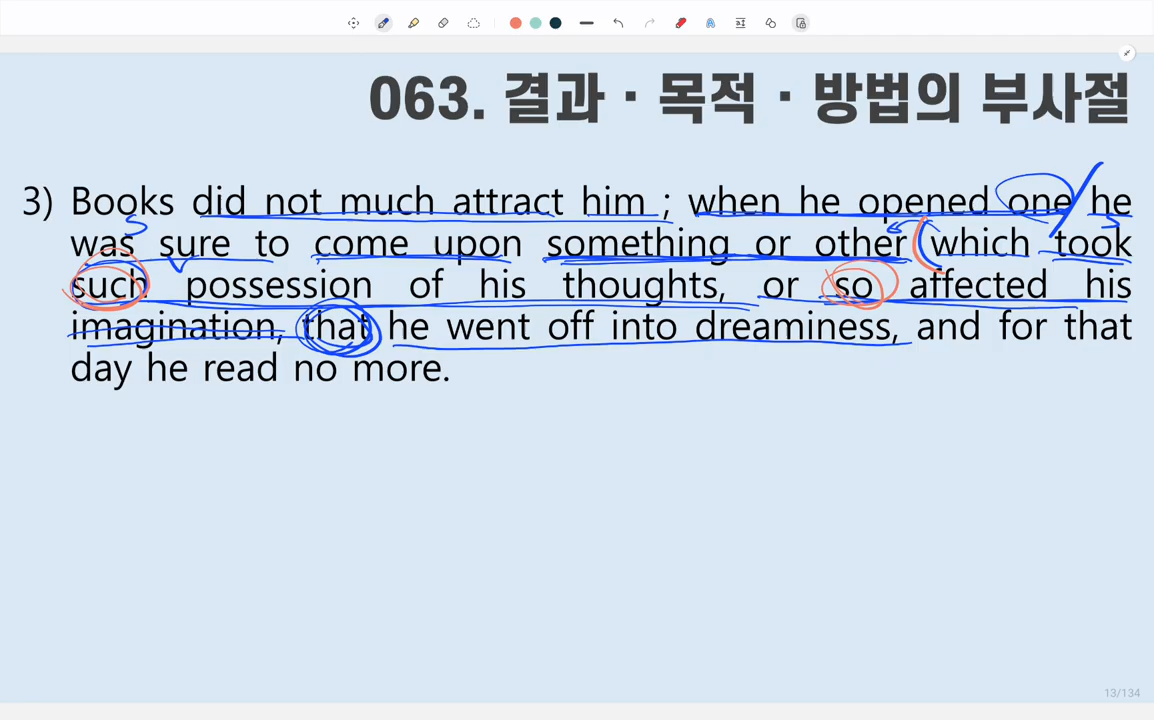 063. 결과 · 목적 · 방법의 부사절
3) Books did not much attract him ; when he opened one he
was sure to come upon something or other which took
such possession of his thoughts, or so affected his
imagination, that he went off into dreaminess, and for that
day he read no more.
13/134